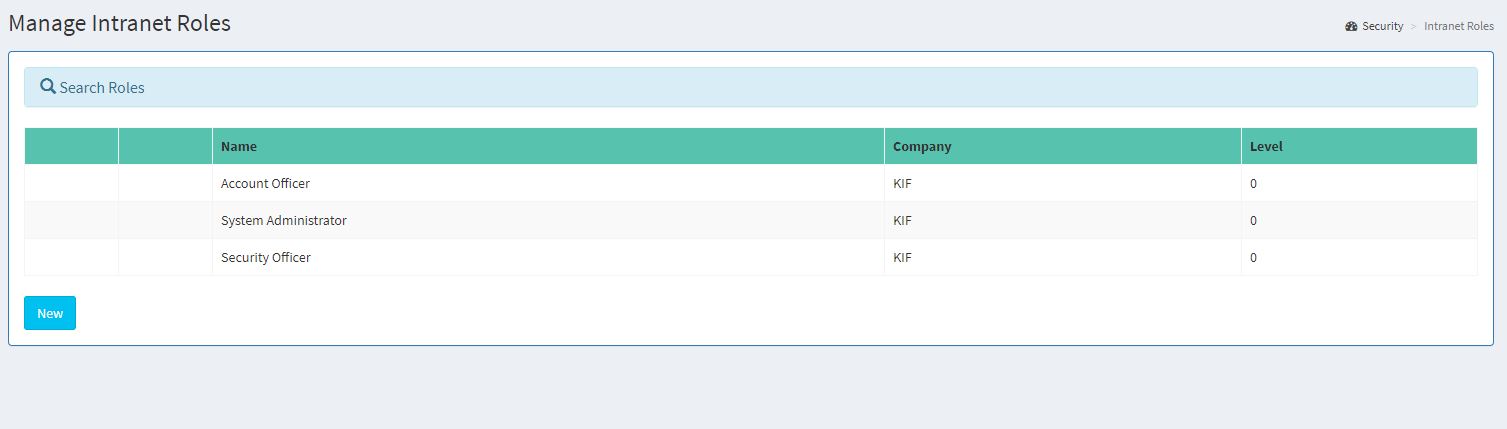 Manage Intranet Roles
Security > Intranet Roles
Search Roles
Name Company Level
Account Officer KIF 0
System Administrator KIF 0
Security Officer KIF 0
New